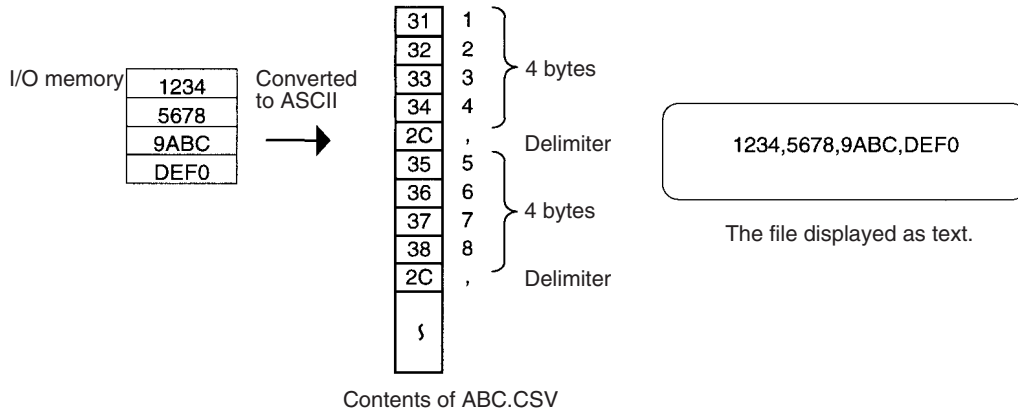 I/O memory
1234
5678
9ABC
DEF0
Converted
to ASCII
31 1
32 2
33 3
34 4
2C ,
35 5
36 6
37 7
38 8
2C ,
4 bytes
Delimiter
4 bytes
Delimiter
Contents of ABC.CSV
1234,5678,9ABC,DEF0
The file displayed as text.